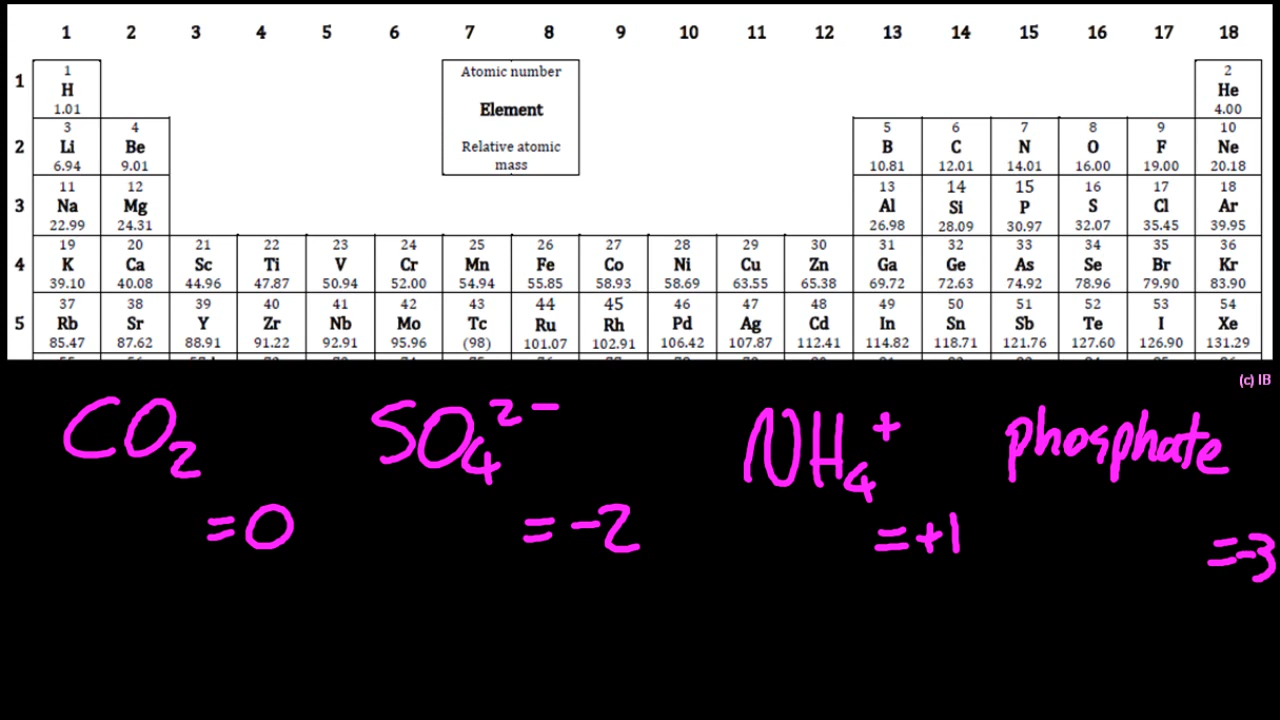 1 2 3 4 5 6 7 8 9 10 11 12 13 14 15 16 17 18
1 1 Atomic number 2
H Element He
1.01 4.00
3 4 Relative atomic mass 5 6 7 8 9 10
2 Li Be B C N O F Ne
6.94 9.01 10.81 12.01 14.01 16.00 19.00 20.18
11 12 13 14 15 16 17 18
3 Na Mg Al Si P S Cl Ar
22.99 24.31 26.98 28.09 30.97 32.07 35.45 39.95
19 20 21 22 23 24 25 26 27 28 29 30 31 32 33 34 35 36
4 K Ca Sc Ti V Cr Mn Fe Co Ni Cu Zn Ga Ge As Se Br Kr
39.10 40.08 44.96 47.87 50.94 52.00 54.94 55.85 58.93 58.69 63.55 65.38 69.72 72.63 74.92 78.96 79.90 83.90
37 38 39 40 41 42 43 44 45 46 47 48 49 50 51 52 53 54
5 Rb Sr Y Zr Nb Mo Tc Ru Rh Pd Ag Cd In Sn Sb Te I Xe
85.47 87.62 88.91 91.22 92.91 95.96 (98) 101.07 102.91 106.42 107.87 112.41 114.82 118.71 121.76 127.60 126.90 131.29
(c) IB
CO₂ SO₄²⁻ NH₄⁺ phosphate
=0 =-2 =+1 =-3